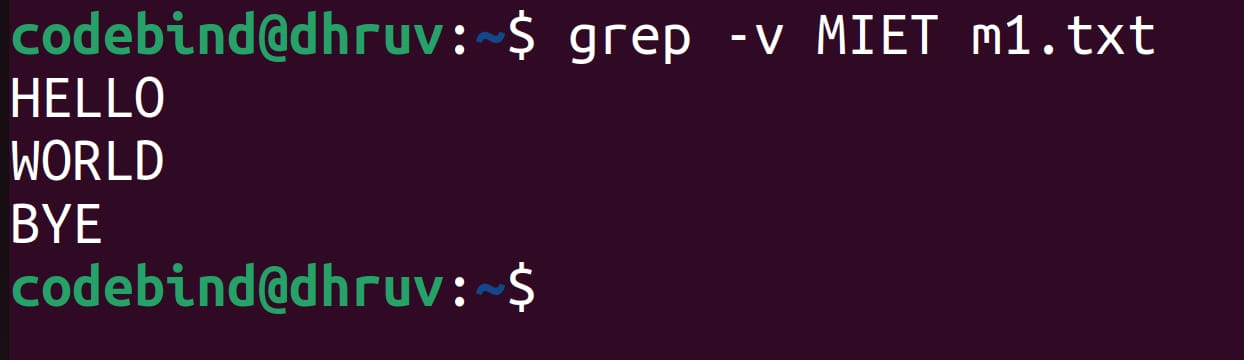 codebind@dhruv:~$ grep -v MIET m1.txt
HELLO
WORLD
BYE
codebind@dhruv:~$